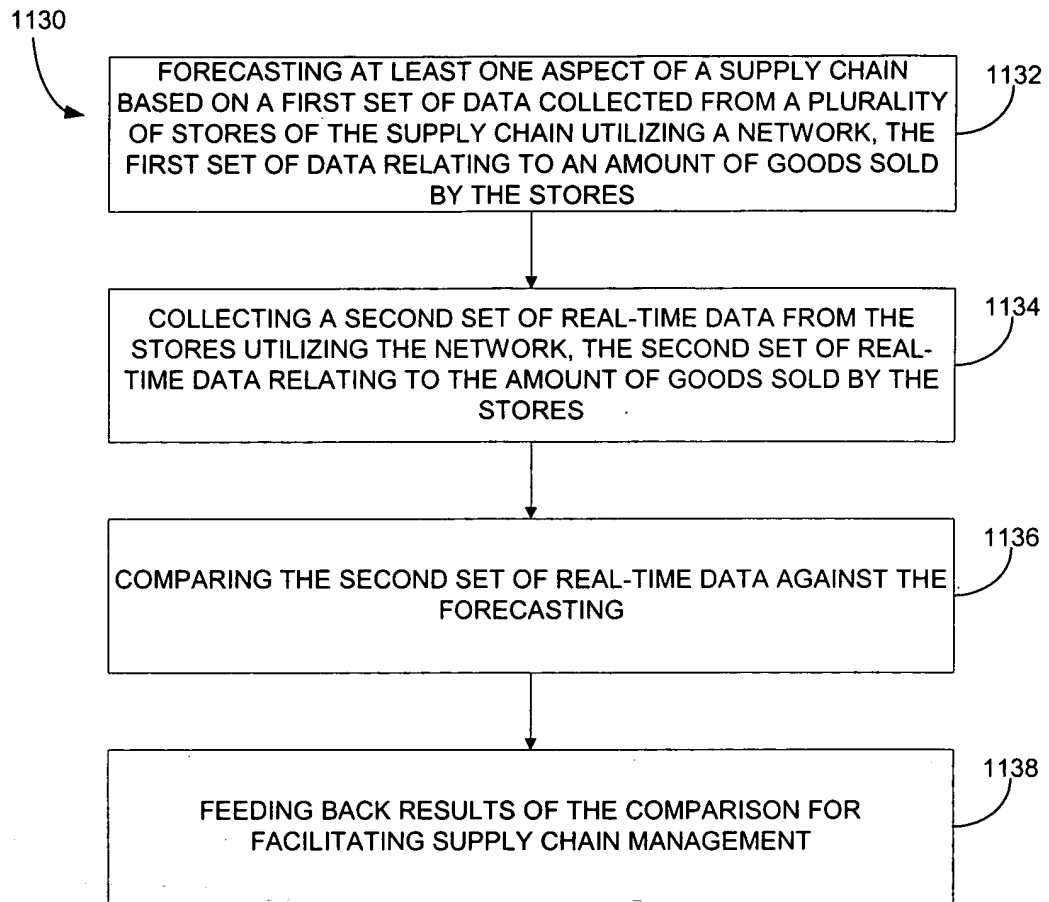 1130
FORECASTING AT LEAST ONE ASPECT OF A SUPPLY CHAIN
BASED ON A FIRST SET OF DATA COLLECTED FROM A PLURALITY
OF STORES OF THE SUPPLY CHAIN UTILIZING A NETWORK, THE
FIRST SET OF DATA RELATING TO AN AMOUNT OF GOODS SOLD
BY THE STORES
1132
COLLECTING A SECOND SET OF REAL-TIME DATA FROM THE
STORES UTILIZING THE NETWORK, THE SECOND SET OF REAL-
TIME DATA RELATING TO THE AMOUNT OF GOODS SOLD BY THE
STORES
1134
COMPARING THE SECOND SET OF REAL-TIME DATA AGAINST THE
FORECASTING
1136
FEEDING BACK RESULTS OF THE COMPARISON FOR
FACILITATING SUPPLY CHAIN MANAGEMENT
1138